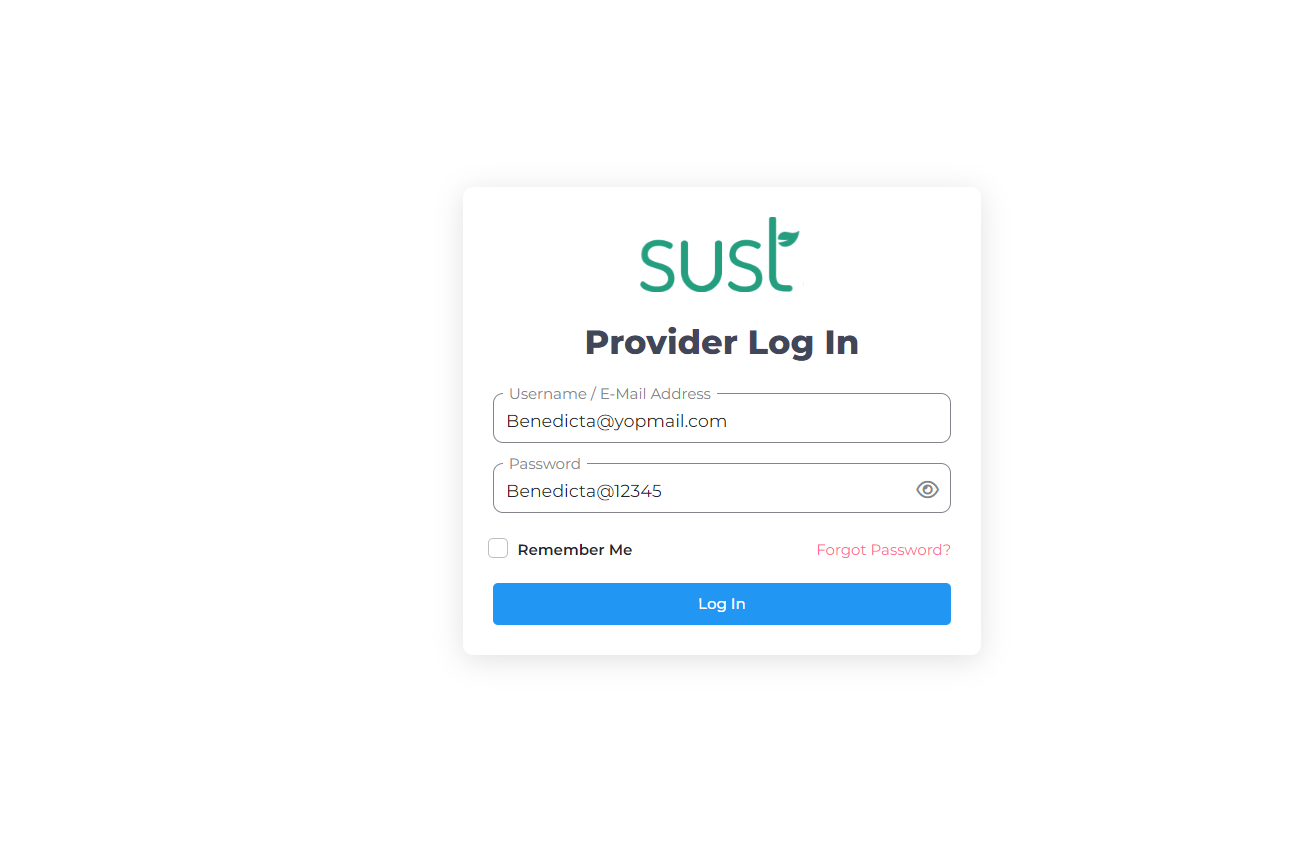 sust
Provider Log In
Username / E-Mail Address
Benedicta@yopmail.com
Password
Benedicta@12345
Remember Me
Forgot Password?
Log In